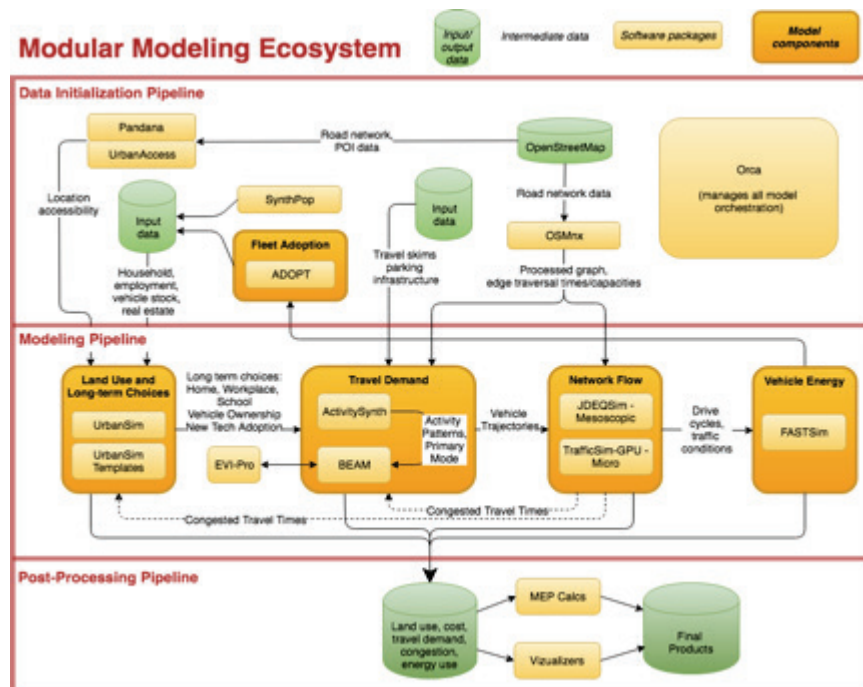 Modular Modeling Ecosystem
Input/
output
data
Intermediate data
Software packages
Model
components
Data Initialization Pipeline
Pandana
UrbanAccess
Road network,
POI data
OpenStreetMap
Orca
(manages all model
orchestration)
Location
accessibility
Input
data
SynthPop
Input
data
Road network data
Fleet Adoption
ADOPT
OSMnx
Household,
employment,
vehicle stock,
real estate
Travel skims
parking
infrastructure
Processed graph,
edge traversal times/capacities
Modeling Pipeline
Land Use and
Long-term Choices
UrbanSim
UrbanSim
Templates
Long term choices:
Home, Workplace,
School
Vehicle Ownership
New Tech Adoption
EVI-Pro
Travel Demand
ActivitySynth
BEAM
Activity
Patterns,
Primary
Mode
Vehicle
Trajectories
Network Flow
JDEQSim -
Mesoscopic
TrafficSim-GPU -
Micro
Drive
cycles,
traffic
conditions
Vehicle Energy
FASTSim
Congested Travel Times
Congested Travel Times
Post-Processing Pipeline
Land use, cost,
travel demand,
congestion,
energy use
MEP Calcs
Vizualizers
Final
Products